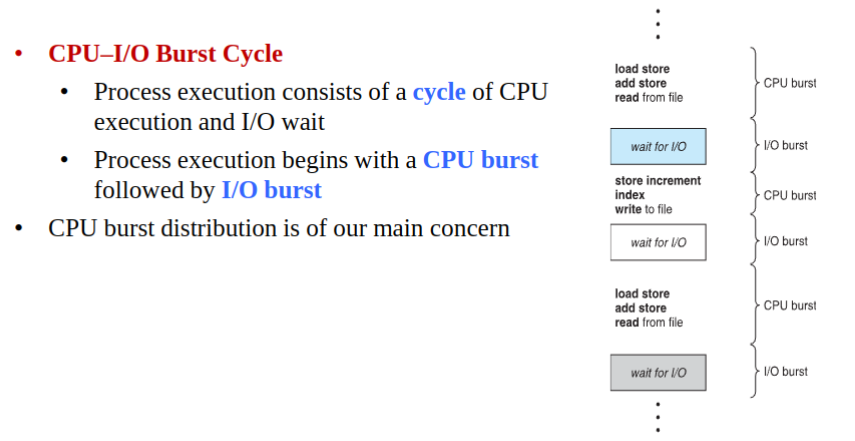 • CPU–I/O Burst Cycle
• Process execution consists of a cycle of CPU
execution and I/O wait
• Process execution begins with a CPU burst
followed by I/O burst
• CPU burst distribution is of our main concern
load store
add store
read from file
CPU burst
wait for I/O
I/O burst
store increment
index
write to file
CPU burst
wait for I/O
I/O burst
load store
add store
read from file
CPU burst
wait for I/O
I/O burst